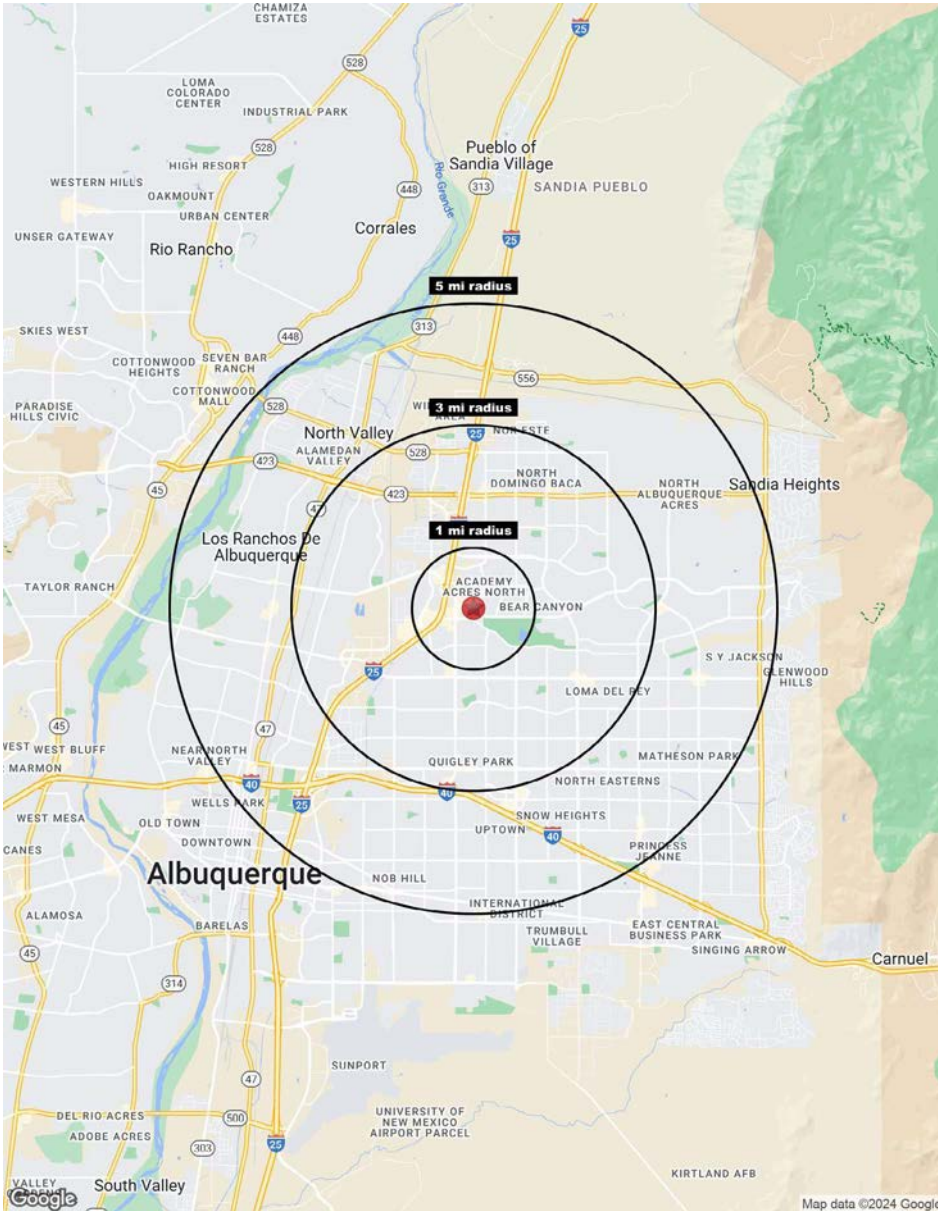 CHAMIZA
ESTATES
25
528
LOMA
COLORADO
CENTER
INDUSTRIAL PARK
528
Pueblo of
Sandia Village
HIGH RESORT
WESTERN HILLS
OAKMOUNT
448
313
SANDIA PUEBLO
Rio Grande
URBAN CENTER
UNSER GATEWAY
Corrales
Rio Rancho
25
5 mi radius
SKIES WEST
448
313
COTTONWOOD
HEIGHTS
SEVEN BAR
RANCH
COTTONWOOD
MALL
556
PARADISE
HILLS CIVIC
528
3 mi radius
North Valley
25
NOR ESTE
ALAMEDAN
VALLEY
528
423
45
NORTH
DOMINGO BACA
NORTH
ALBUQUERQUE
ACRES
Sandia Heights
423
47
1 mi radius
Los Ranchos De
Albuquerque
TAYLOR RANCH
ACADEMY
ACRES NORTH
BEAR CANYON
25
S Y JACKSON
GLENWOOD
HILLS
LOMA DEL REY
45
47
WEST
WEST BLUFF
MARMON
NEAR NORTH
VALLEY
QUIGLEY PARK
MATHESON PARK
40
40
NORTH EASTERNS
WELLS PARK
25
WEST MESA
OLD TOWN
SNOW HEIGHTS
UPTOWN
40
DOWNTOWN
CANES
PRINCESS
JEANNE
Albuquerque
NOB HILL
INTERNATIONAL
DISTRICT
ALAMOSA
BARELAS
TRUMBULL
VILLAGE
EAST CENTRAL
BUSINESS PARK
SINGING ARROW
45
Carnuel
314
SUNPORT
47
DEL RIO ACRES
500
UNIVERSITY OF
NEW MEXICO
AIRPORT PARCEL
ADOBE ACRES
25
303
KIRTLAND AFB
VALLEY
South Valley
Google
Map data ©2024 Google